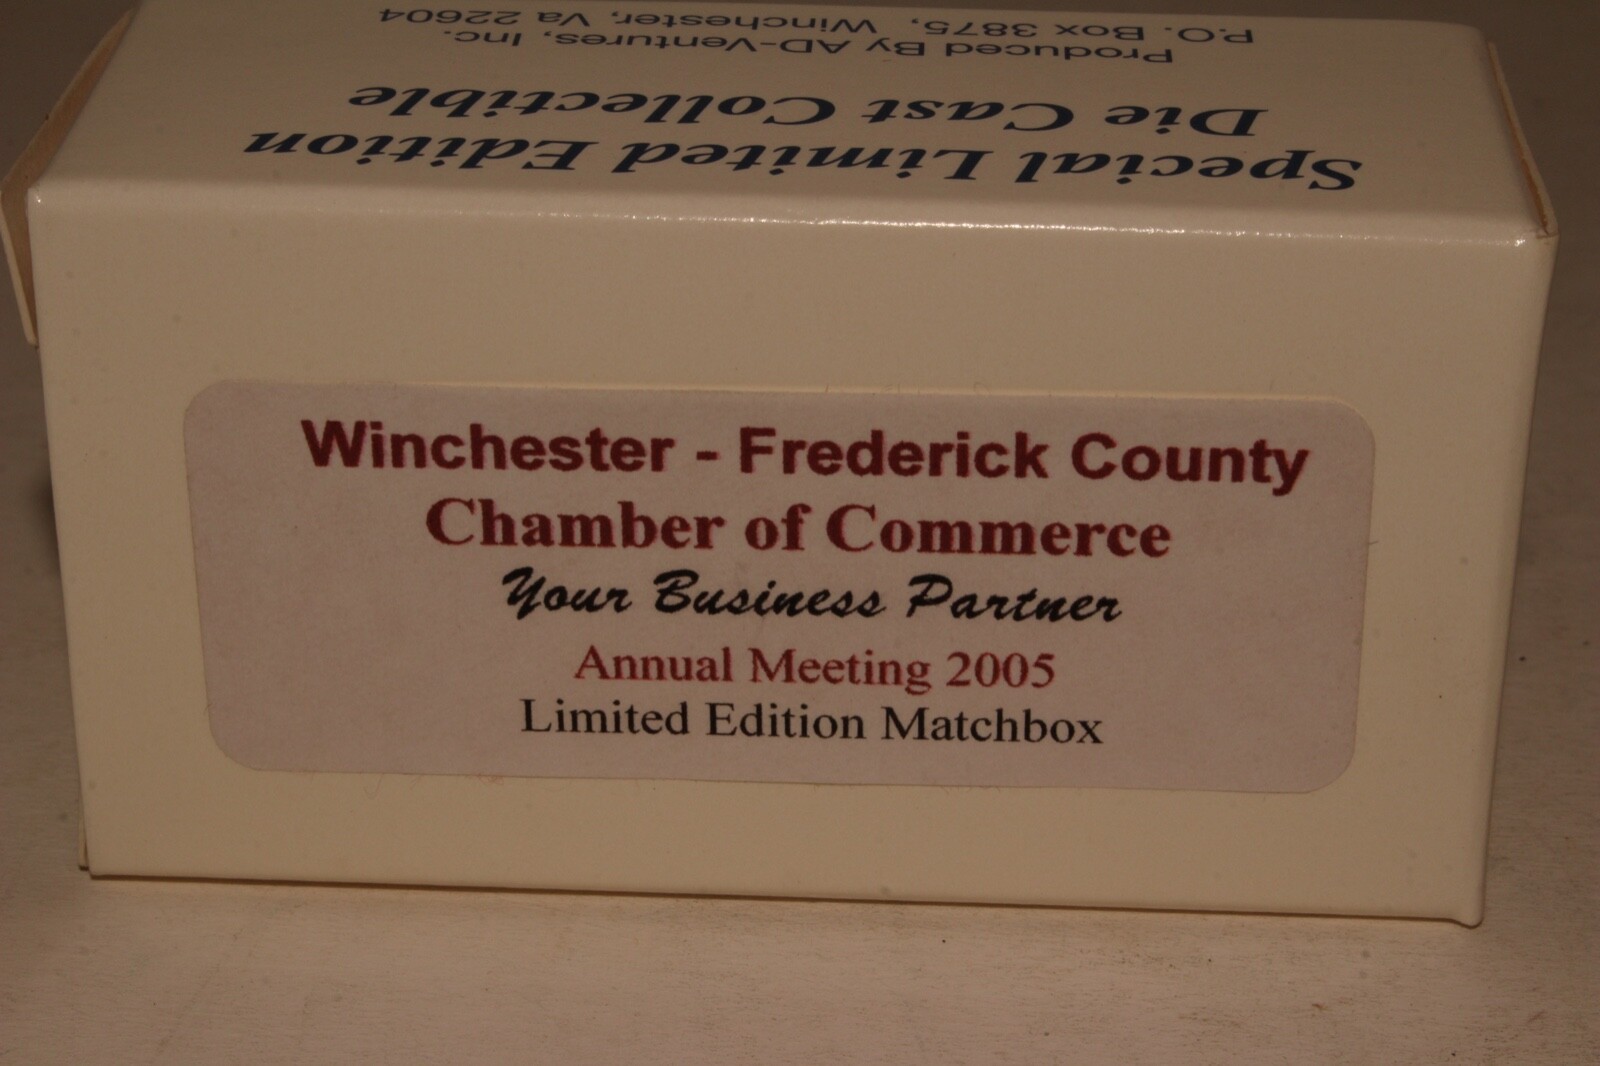 Special Limited Edition
Die Cast Collectible
Produced By AD-Ventures, Inc.
P.O. Box 3875, Winchester, Va 22604
Winchester - Frederick County
Chamber of Commerce
Your Business Partner
Annual Meeting 2005
Limited Edition Matchbox